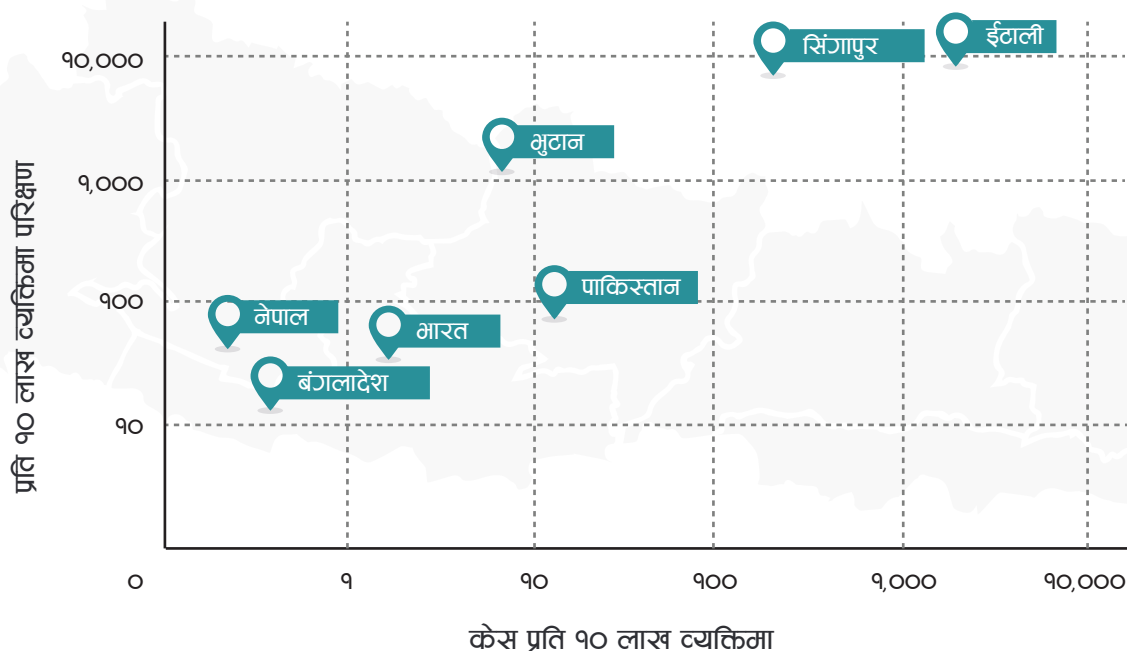 प्रति १० लाख व्यक्तिमा परिक्षण
१०,०००
१,०००
१००
१०
सिंगापुर
ईटाली
भुटान
पाकिस्तान
नेपाल
भारत
बंगलादेश
०
१
१०
१००
१,०००
१०,०००
केस प्रति १० लाख व्यक्तिमा